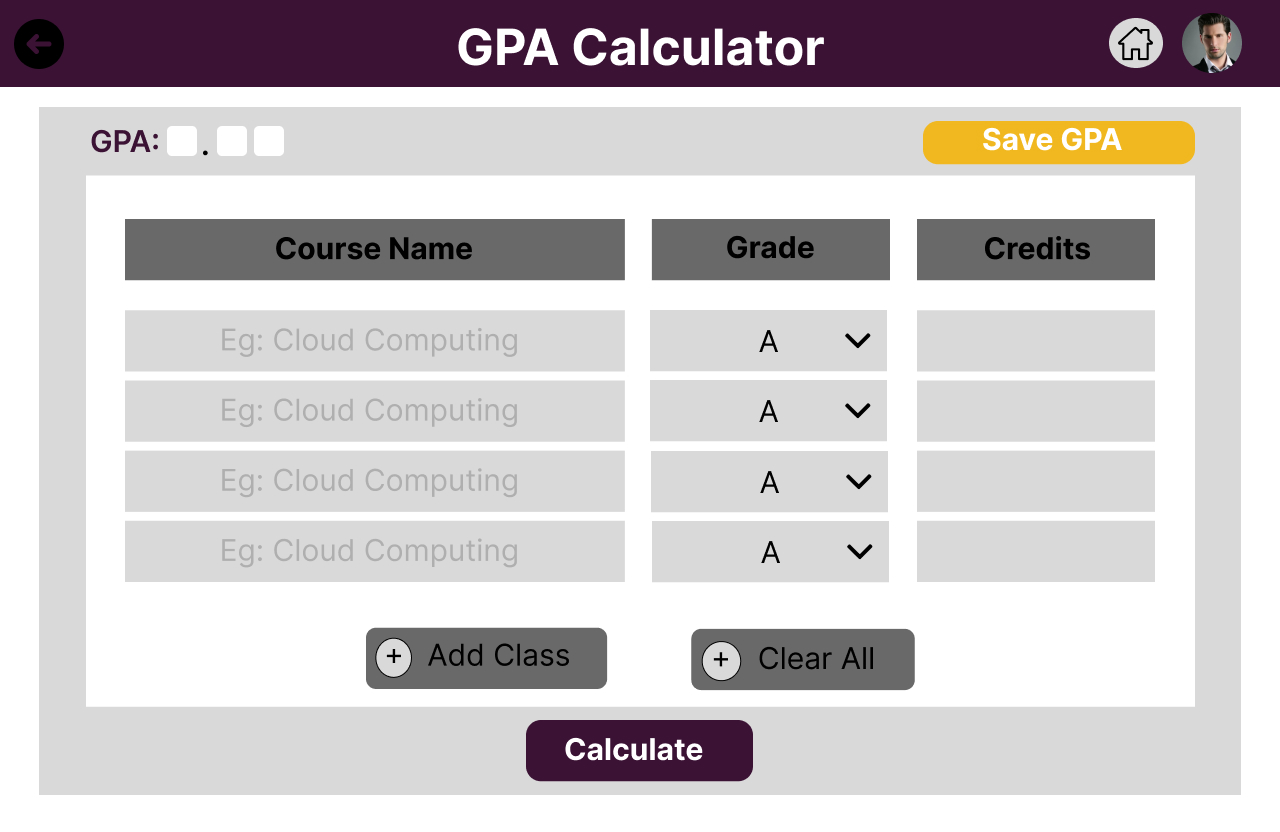 GPA Calculator
GPA: .
Save GPA
Course Name Grade Credits
Eg: Cloud Computing A
Eg: Cloud Computing A
Eg: Cloud Computing A
Eg: Cloud Computing A
+ Add Class + Clear All
Calculate